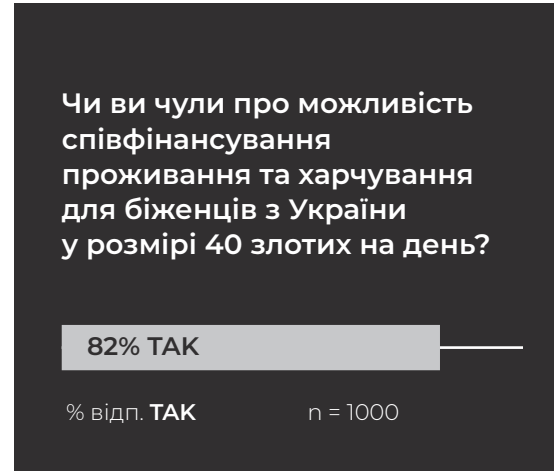 Чи ви чули про можливість
співфінансування
проживання та харчування
для біженців з України
у розмірі 40 злотих на день?
82% ТАК
% відп. ТАК n = 1000